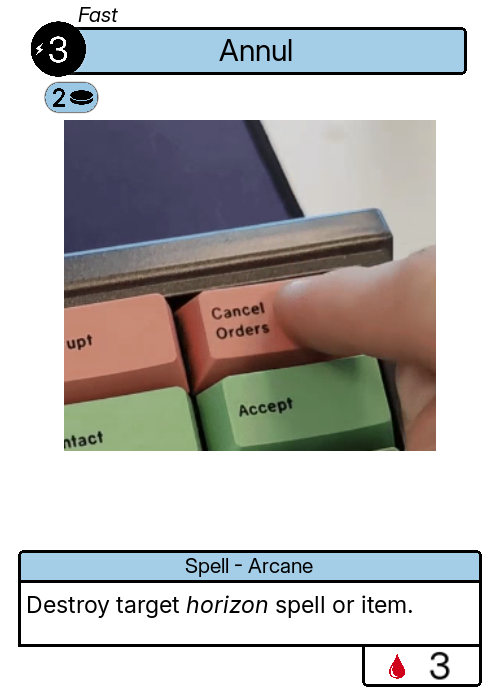 Fast
3
Annul
2
Cancel
Orders
upt
Accept
ntact
Spell - Arcane
Destroy target horizon spell or item.
3